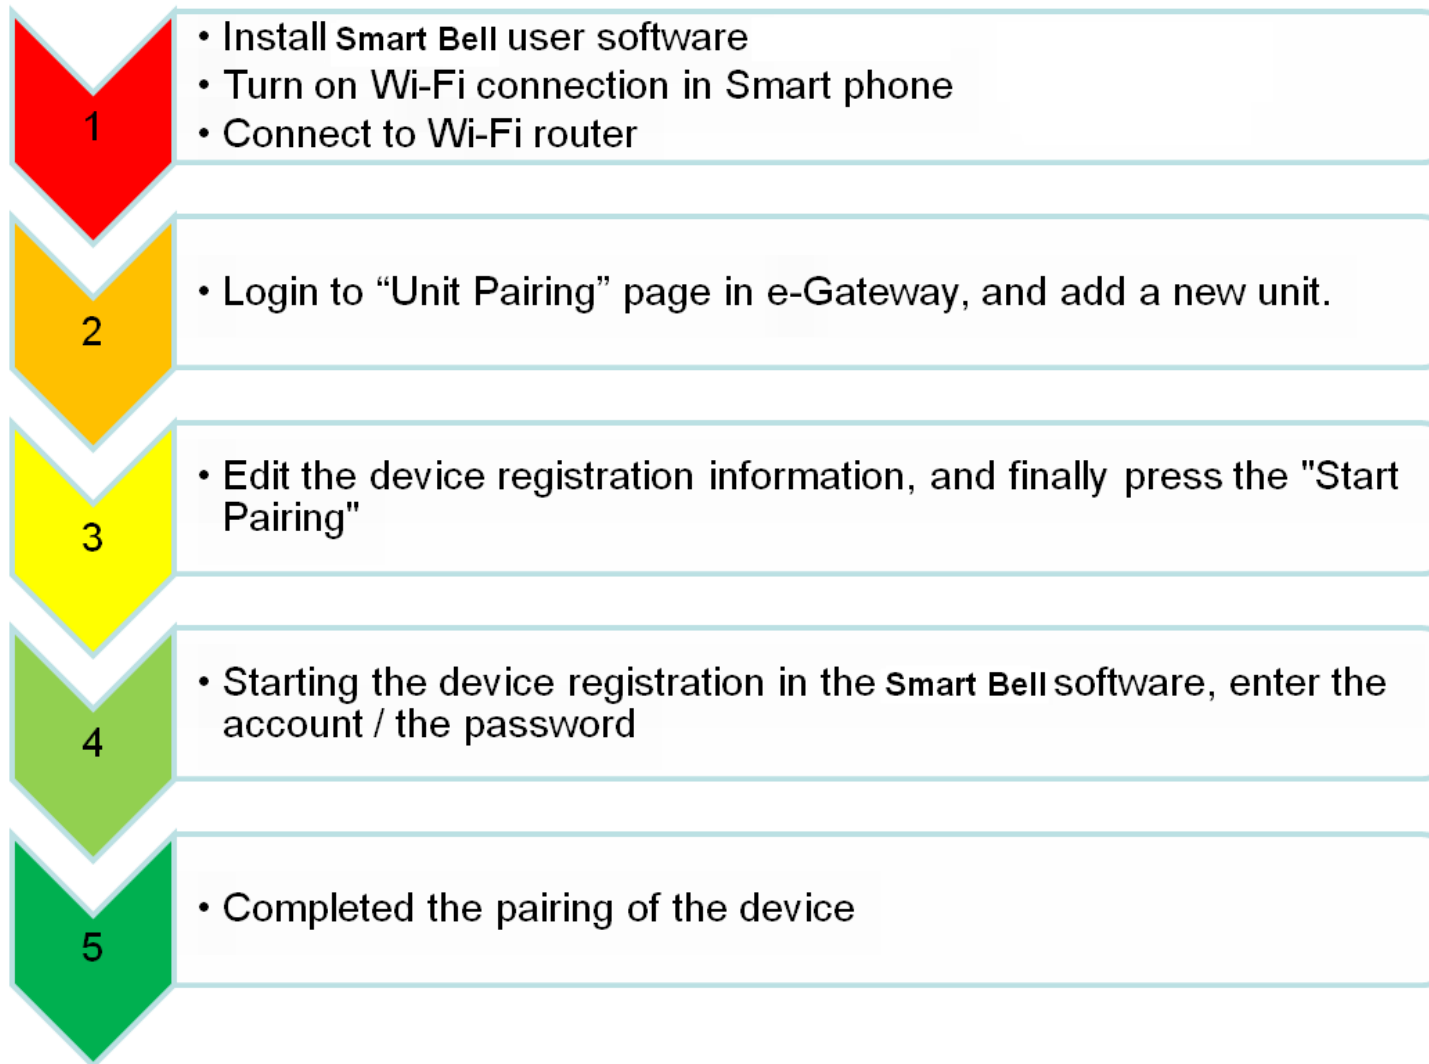 1
• Install Smart Bell user software
• Turn on Wi-Fi connection in Smart phone
• Connect to Wi-Fi router
2
• Login to “Unit Pairing” page in e-Gateway, and add a new unit.
3
• Edit the device registration information, and finally press the "Start
Pairing"
4
• Starting the device registration in the Smart Bell software, enter the
account / the password
5
• Completed the pairing of the device